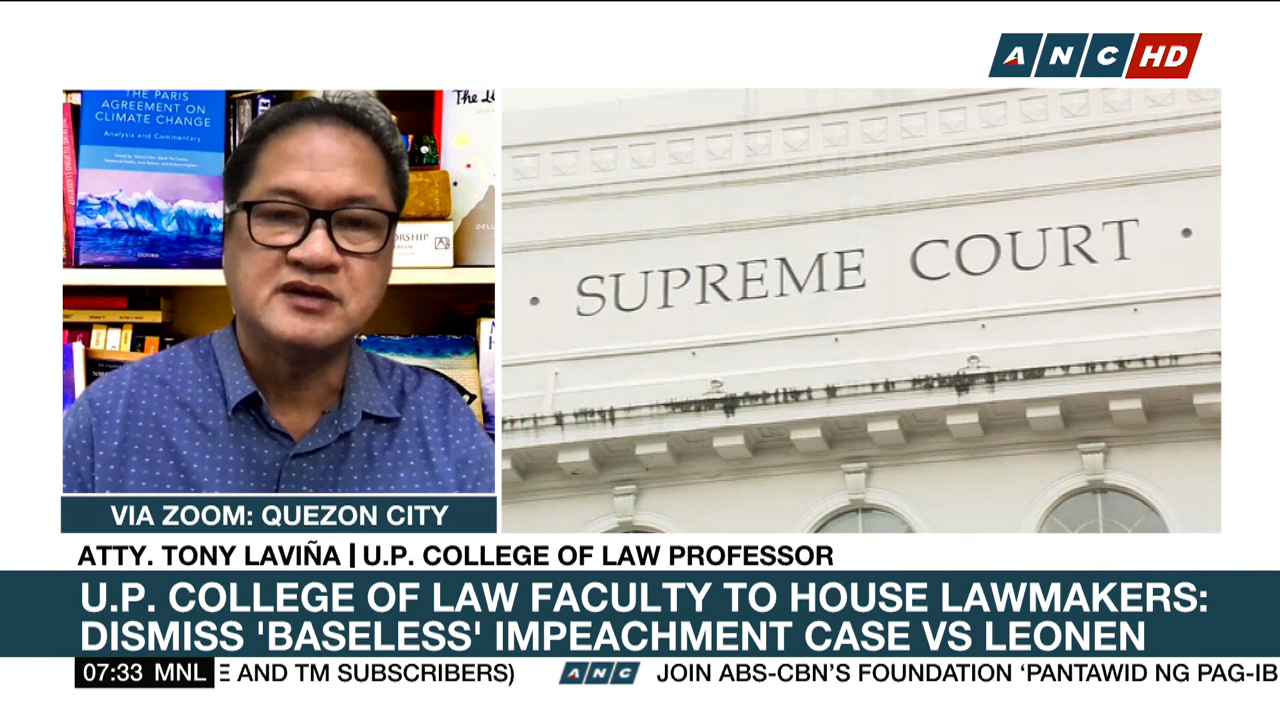 ANC HD
THE PARIS
AGREEMENT ON
CLIMATE CHANGE
Analysis and Commentary
OXFORD
SUPREME COURT
VIA ZOOM: QUEZON CITY
ATTY. TONY LAVIÑA | U.P. COLLEGE OF LAW PROFESSOR
U.P. COLLEGE OF LAW FACULTY TO HOUSE LAWMAKERS:
DISMISS 'BASELESS' IMPEACHMENT CASE VS LEONEN
07:33 MNL E AND TM SUBSCRIBERS) ANC JOIN ABS-CBN'S FOUNDATION ‘PANTAWID NG PAG-IB